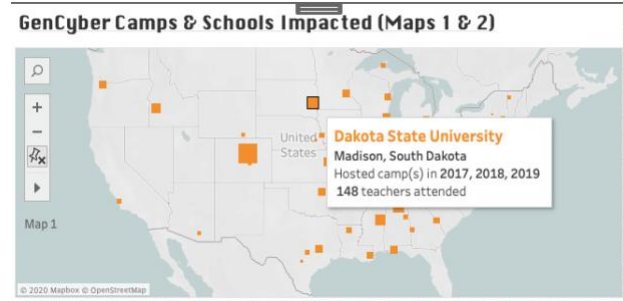 GenCyber Camps & Schools Impacted (Maps 1 & 2)
United
States
Dakota State University
Madison, South Dakota
Hosted camp(s) in 2017, 2018, 2019
148 teachers attended
Map 1
© 2020 Mapbox © OpenStreetMap